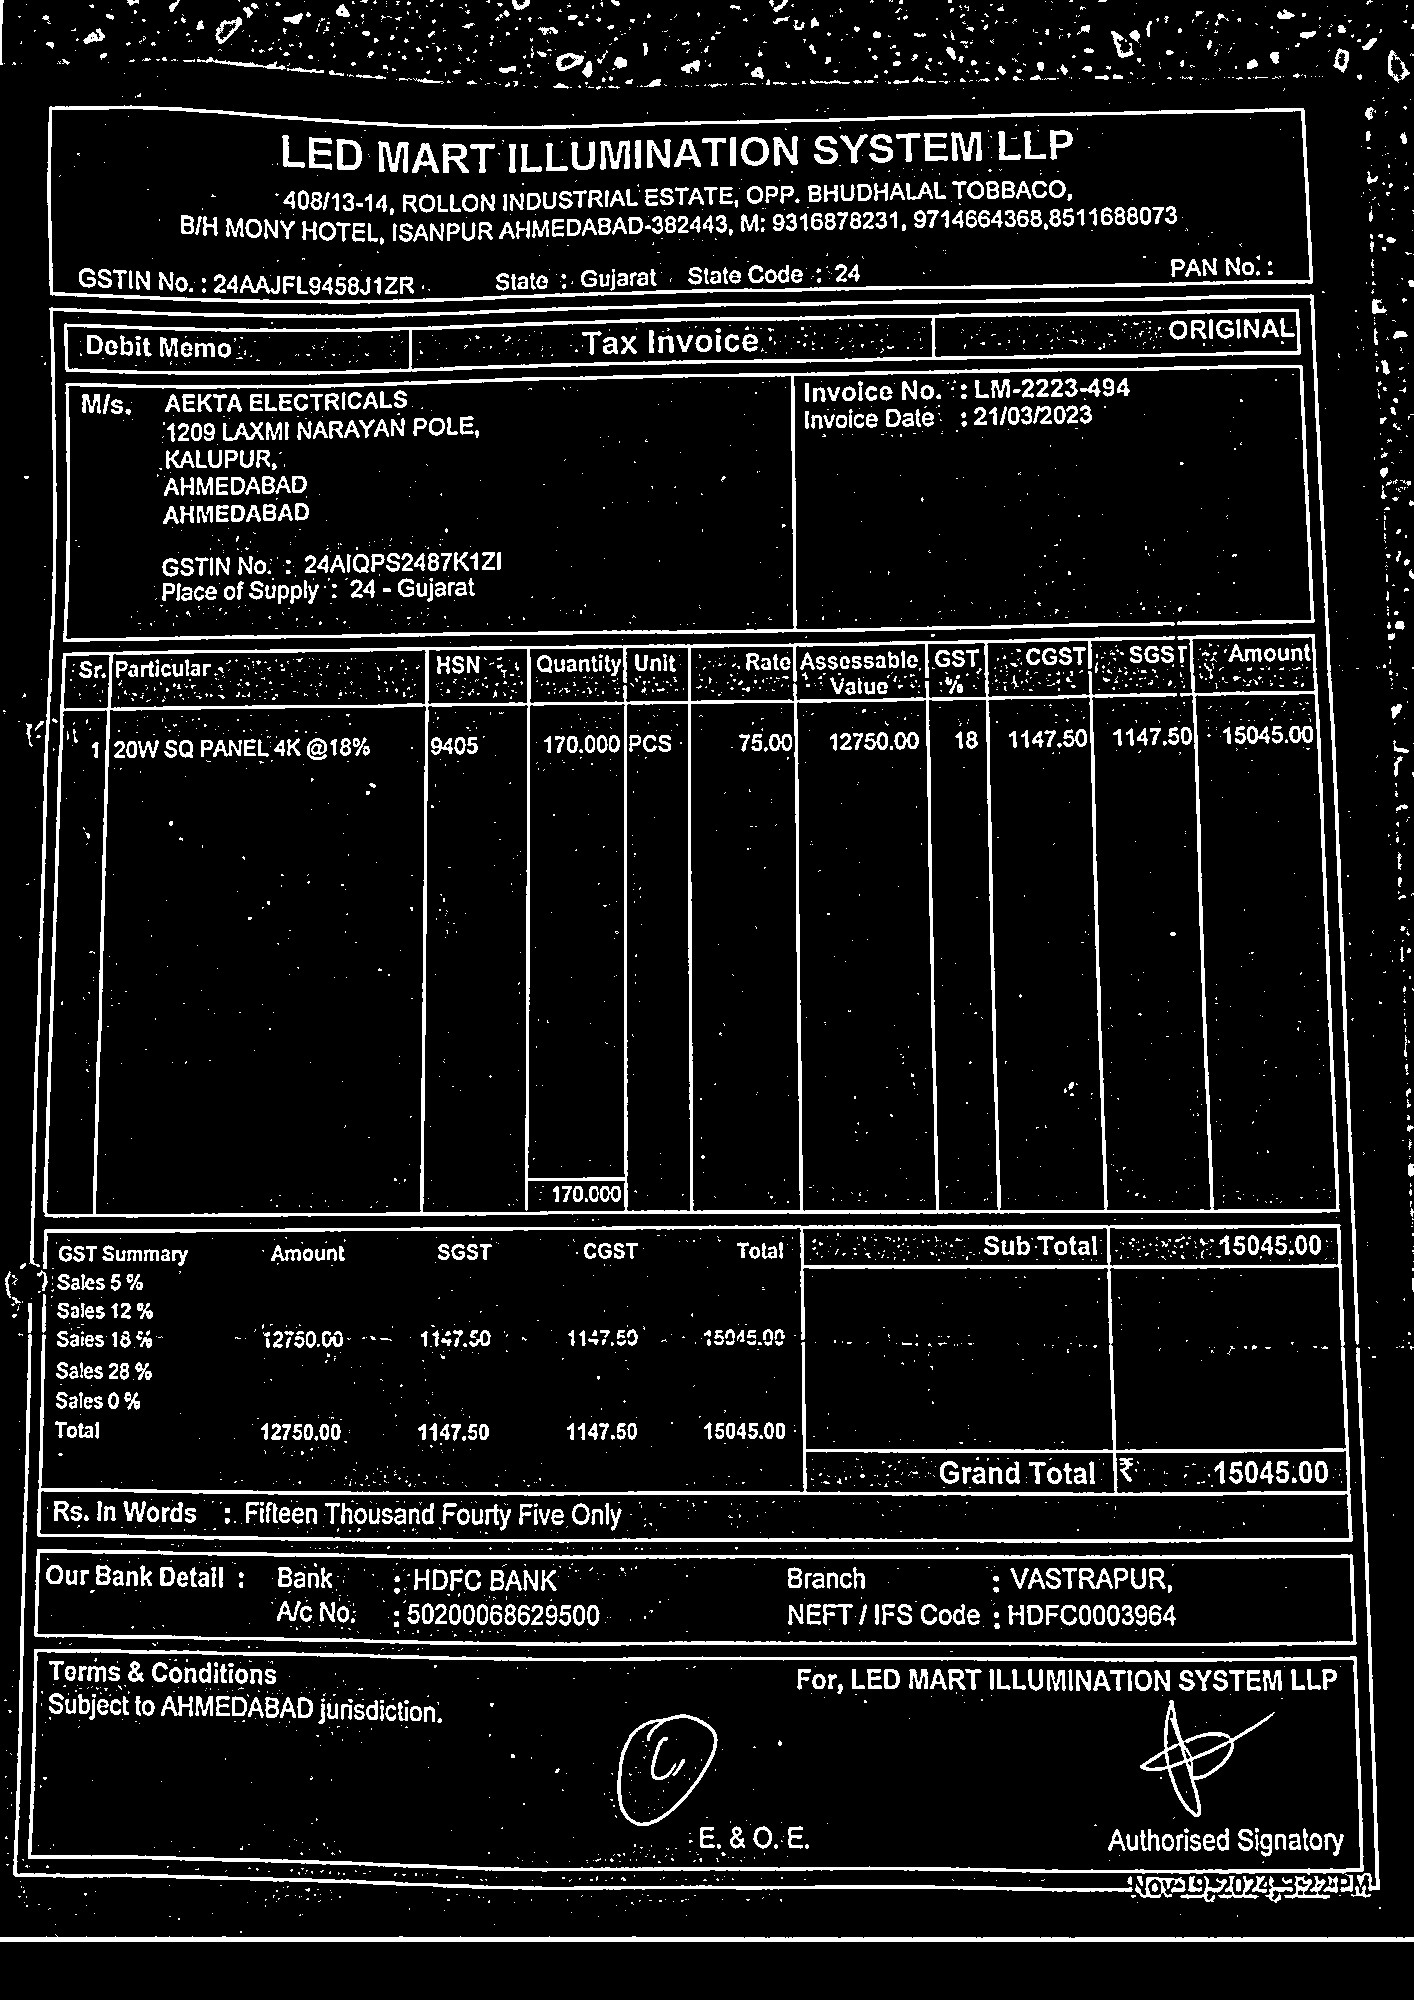 LED MART ILLUMINATION SYSTEM LLP
408/13-14, ROLLON INDUSTRIAL ESTATE, OPP. BHUDHALAL TOBBACO,
B/H MONY HOTEL, ISANPUR AHMEDABAD-382443, M: 9316878231, 9714664368,8511688073
GSTIN No. : 24AAJFL9458J1ZR State : Gujarat State Code : 24 PAN No. :
Debit Memo Tax Invoice ORIGINAL
M/s. AEKTA ELECTRICALS Invoice No. : LM-2223-494
1209 LAXMI NARAYAN POLE, Invoice Date : 21/03/2023
KALUPUR,
AHMEDABAD
AHMEDABAD
GSTIN No. : 24AIQPS2487K1ZI
Place of Supply : 24 - Gujarat
Sr. Particular HSN Quantity Unit Rate Assessable GST CGST SGST Amount
Value %
1 20W SQ PANEL 4K @18% 9405 170.000 PCS 75.00 12750.00 18 1147.50 1147.50 15045.00
170.000
GST Summary Amount SGST CGST Total Sub Total 15045.00
Sales 5 %
Sales 12 %
Sales 18 % 12750.00 1147.50 1147.50 15045.00
Sales 28 %
Sales 0 %
Total 12750.00 1147.50 1147.50 15045.00
Grand Total ₹ 15045.00
Rs. In Words : Fifteen Thousand Fourty Five Only
Our Bank Detail : Bank : HDFC BANK Branch : VASTRAPUR,
A/c No. : 50200068629500 NEFT / IFS Code : HDFC0003964
Terms & Conditions For, LED MART ILLUMINATION SYSTEM LLP
Subject to AHMEDABAD jurisdiction.
E. & O. E. Authorised Signatory
Nov 19, 2024, 3:22 PM